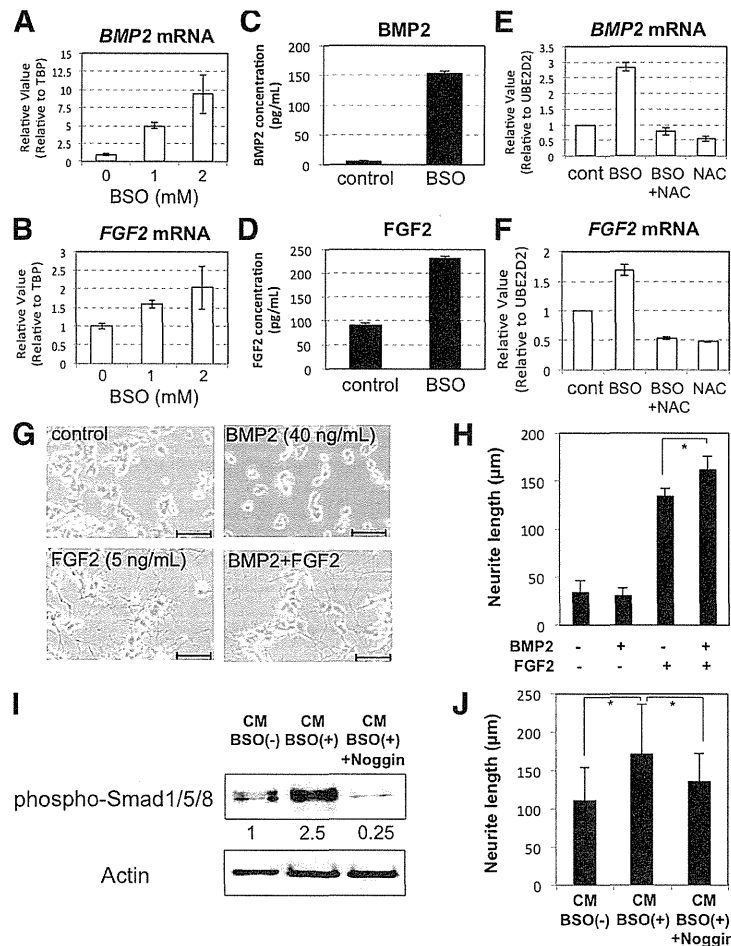 A
BMP2 mRNA
Relative Vialue
(Relative to TBP)
15
12.5
10
7.5
5
2.5
0
0 1 2
BSO (mM)
B
FGF2 mRNA
Relative Value
(Relative to TBP)
3
2.5
2
1.5
1
0.5
0
0 1 2
BSO (mM)
C
BMP2
BMP2 concentration
(pg/mL)
200
150
100
50
0
control BSO
D
FGF2
FGF2 concentration
(pg/mL)
250
200
150
100
50
0
control BSO
E
BMP2 mRNA
Relative Value
(Relative to UBE2D2)
3.5
3
2.5
2
1.5
1
0.5
0
cont BSO BSO NAC
+NAC
F
FGF2 mRNA
Relative Value
(Relative to UBE2D2)
2
1.5
1
0.5
0
cont BSO BSO NAC
+NAC
G
control
BMP2 (40 ng/mL)
FGF2 (5 ng/mL)
BMP2+FGF2
H
Neurite length (μm)
200
150
100
50
0
*
BMP2 - + - +
FGF2 - - + +
I
CM CM CM
BSO(-) BSO(+) BSO(+)
+Noggin
phospho-Smad1/5/8
1 2.5 0.25
Actin
J
Neurite length (μm)
250
200
150
100
50
0
* *
CM CM CM
BSO(-) BSO(+) BSO(+)
+Noggin